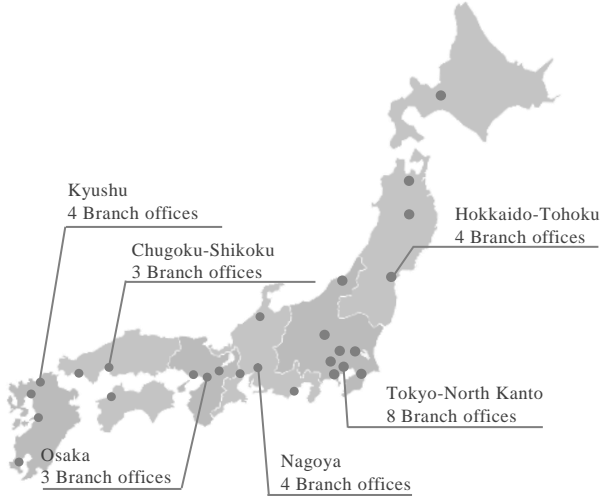 Kyushu
4 Branch offices
Hokkaido-Tohoku
4 Branch offices
Chugoku-Shikoku
3 Branch offices
Tokyo-North Kanto
8 Branch offices
Osaka
3 Branch offices
Nagoya
4 Branch offices